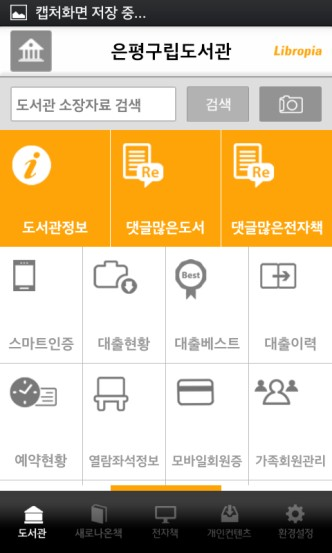 캡처화면 저장 중...
은평구립도서관
Libropia
도서관 소장자료 검색
검색
Re
Re
도서관정보
댓글많은도서
댓글많은전자책
Best
스마트인증
대출현황
대출베스트
대출이력
예약현황
열람좌석정보
모바일회원증
가족회원관리
도서관
새로나온책
전자책
개인컨텐츠
환경설정